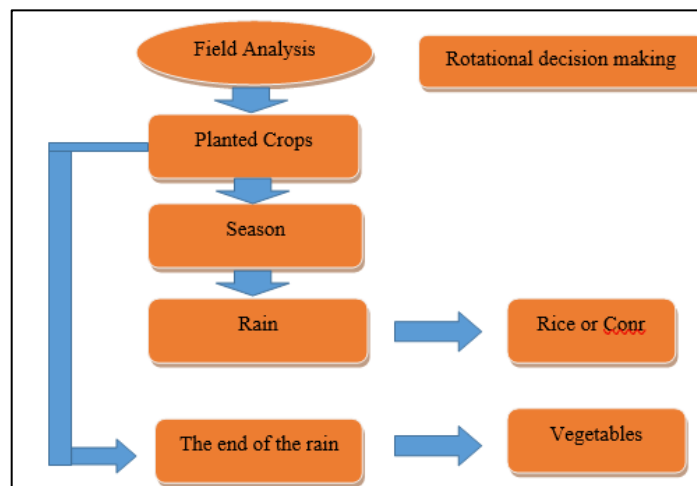 Field Analysis
Rotational decision making
Planted Crops
Season
Rain
Rice or Conr
The end of the rain
Vegetables